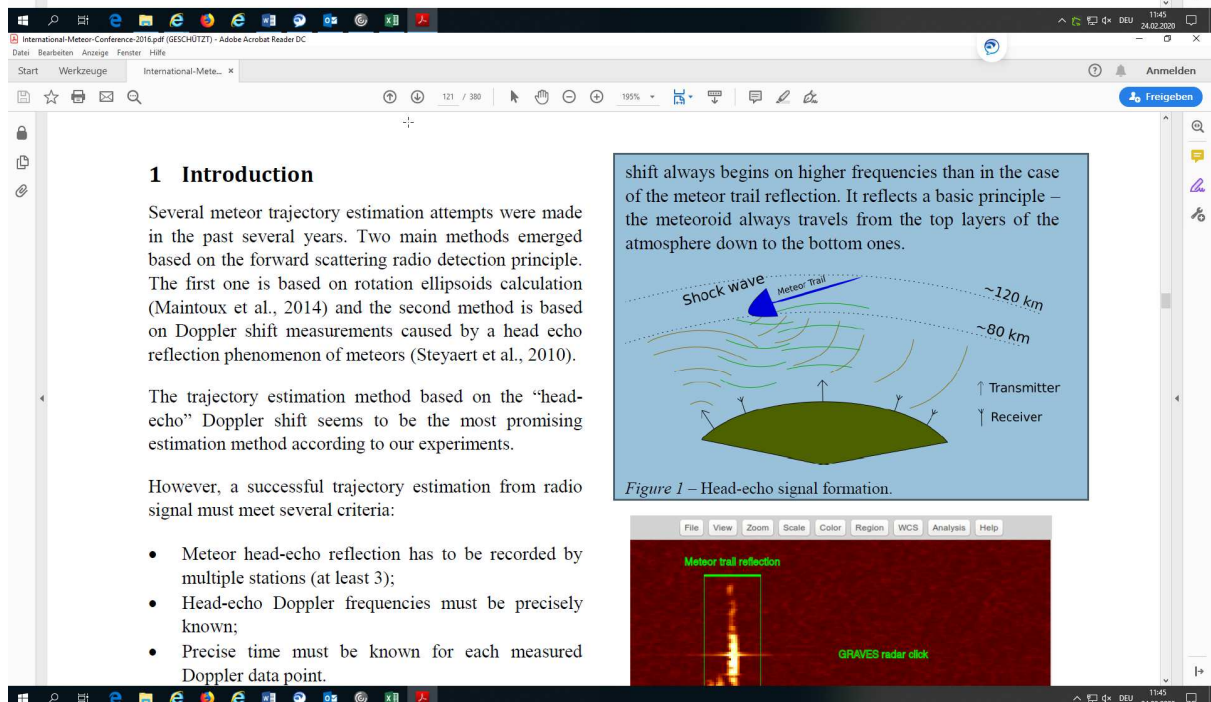 11:45
DEU
24.02.2020
International-Meteor-Conference-2016.pdf (GESCHÜTZT) - Adobe Acrobat Reader DC
Datei Bearbeiten Anzeige Fenster Hilfe
Start Werkzeuge International-Mete... × Anmelden
121 / 380 195% Freigeben
1 Introduction
Several meteor trajectory estimation attempts were made
in the past several years. Two main methods emerged
based on the forward scattering radio detection principle.
The first one is based on rotation ellipsoids calculation
(Maintoux et al., 2014) and the second method is based
on Doppler shift measurements caused by a head echo
reflection phenomenon of meteors (Steyaert et al., 2010).
The trajectory estimation method based on the “head-
echo” Doppler shift seems to be the most promising
estimation method according to our experiments.
However, a successful trajectory estimation from radio
signal must meet several criteria:
• Meteor head-echo reflection has to be recorded by
multiple stations (at least 3);
• Head-echo Doppler frequencies must be precisely
known;
• Precise time must be known for each measured
Doppler data point.
shift always begins on higher frequencies than in the case
of the meteor trail reflection. It reflects a basic principle –
the meteoroid always travels from the top layers of the
atmosphere down to the bottom ones.
Shock wave
Meteor Trail
~120 km
~80 km
Transmitter
Receiver
Figure 1 – Head-echo signal formation.
File View Zoom Scale Color Region WCS Analysis Help
Meteor trail reflection
GRAVES radar click
11:45
DEU